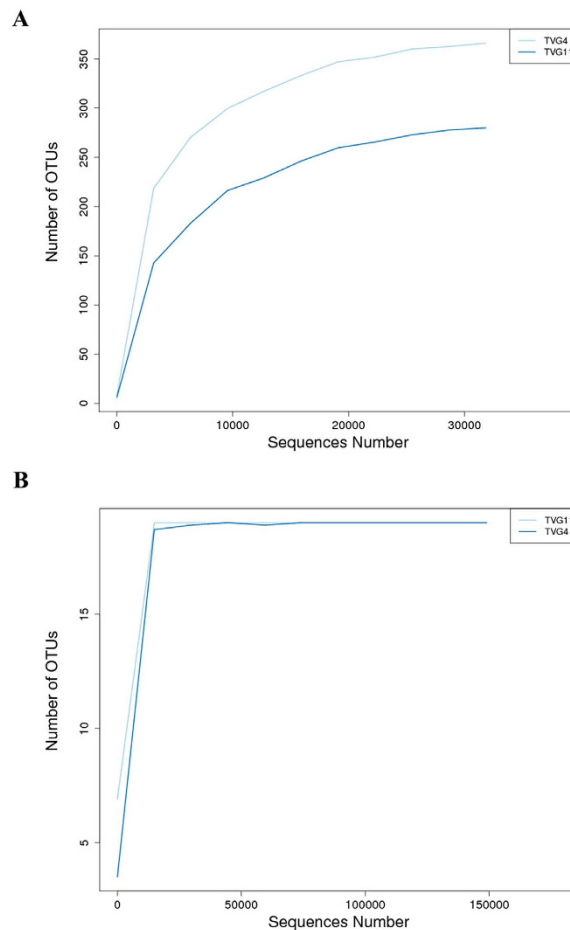 A
TVG4
TVG11
350
300
250
200
150
100
50
0
Number of OTUs
0 10000 20000 30000
Sequences Number
B
TVG11
TVG4
15
10
5
Number of OTUs
0 50000 100000 150000
Sequences Number